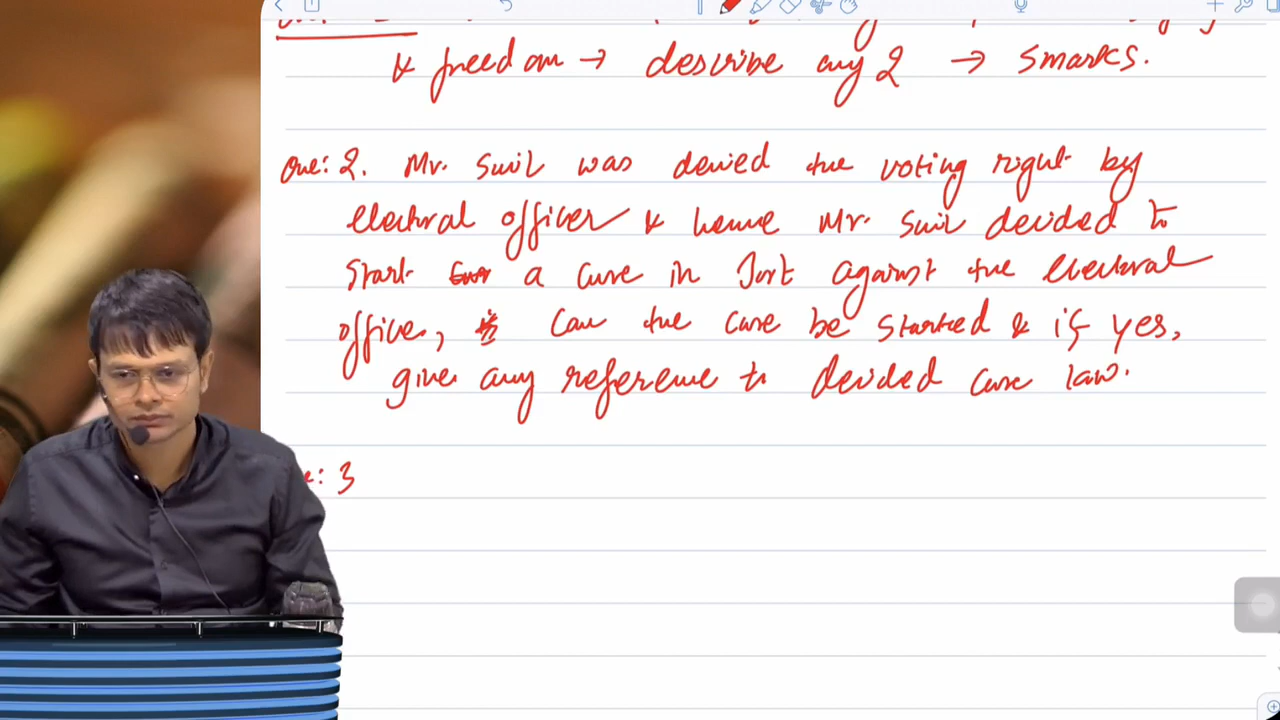 & freedom → describe any 2 → 5marks.
Que: 2. Mr. Sunil was denied the voting right by
electoral officer & hence Mr. Sunil decided to
start a case in Tort against the electoral
officer, Can the case be started & if yes,
give any reference to decided case law.
: 3